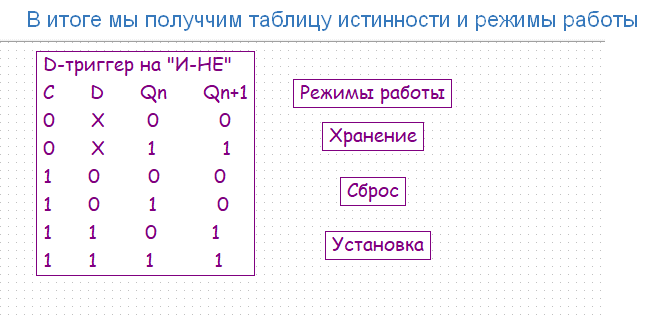 В итоге мы получчим таблицу истинности и режимы работы
D-триггер на "И-НЕ"
C D Qn Qn+1
0 X 0 0
0 X 1 1
1 0 0 0
1 0 1 0
1 1 0 1
1 1 1 1
Режимы работы
Хранение
Сброс
Установка